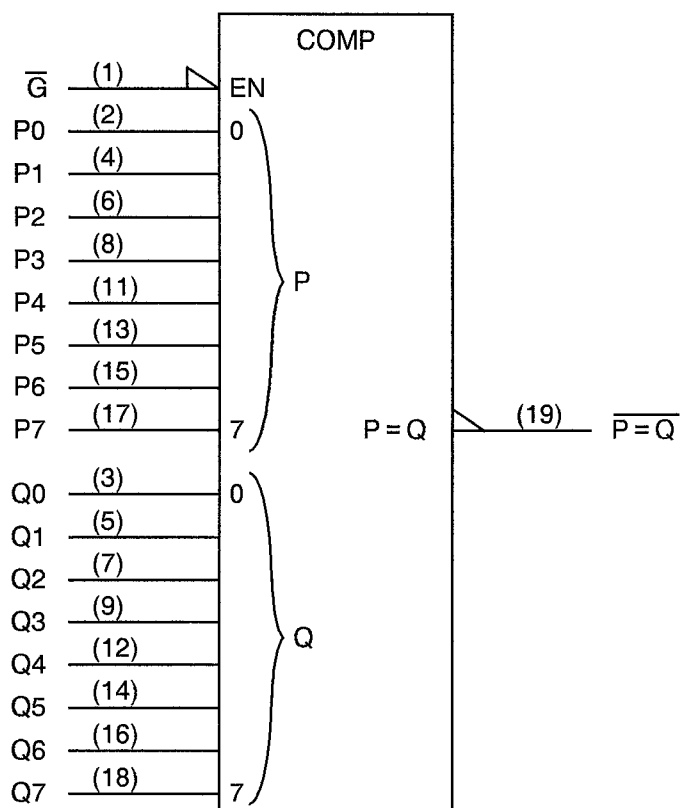 COMP
G̅ (1) EN
P0 (2) 0
P1 (4)
P2 (6)
P3 (8)
P
P4 (11)
P5 (13)
P6 (15)
P7 (17) 7 P = Q (19) P̅ ̅=̅ ̅Q̅
Q0 (3) 0
Q1 (5)
Q2 (7)
Q3 (9)
Q
Q4 (12)
Q5 (14)
Q6 (16)
Q7 (18) 7